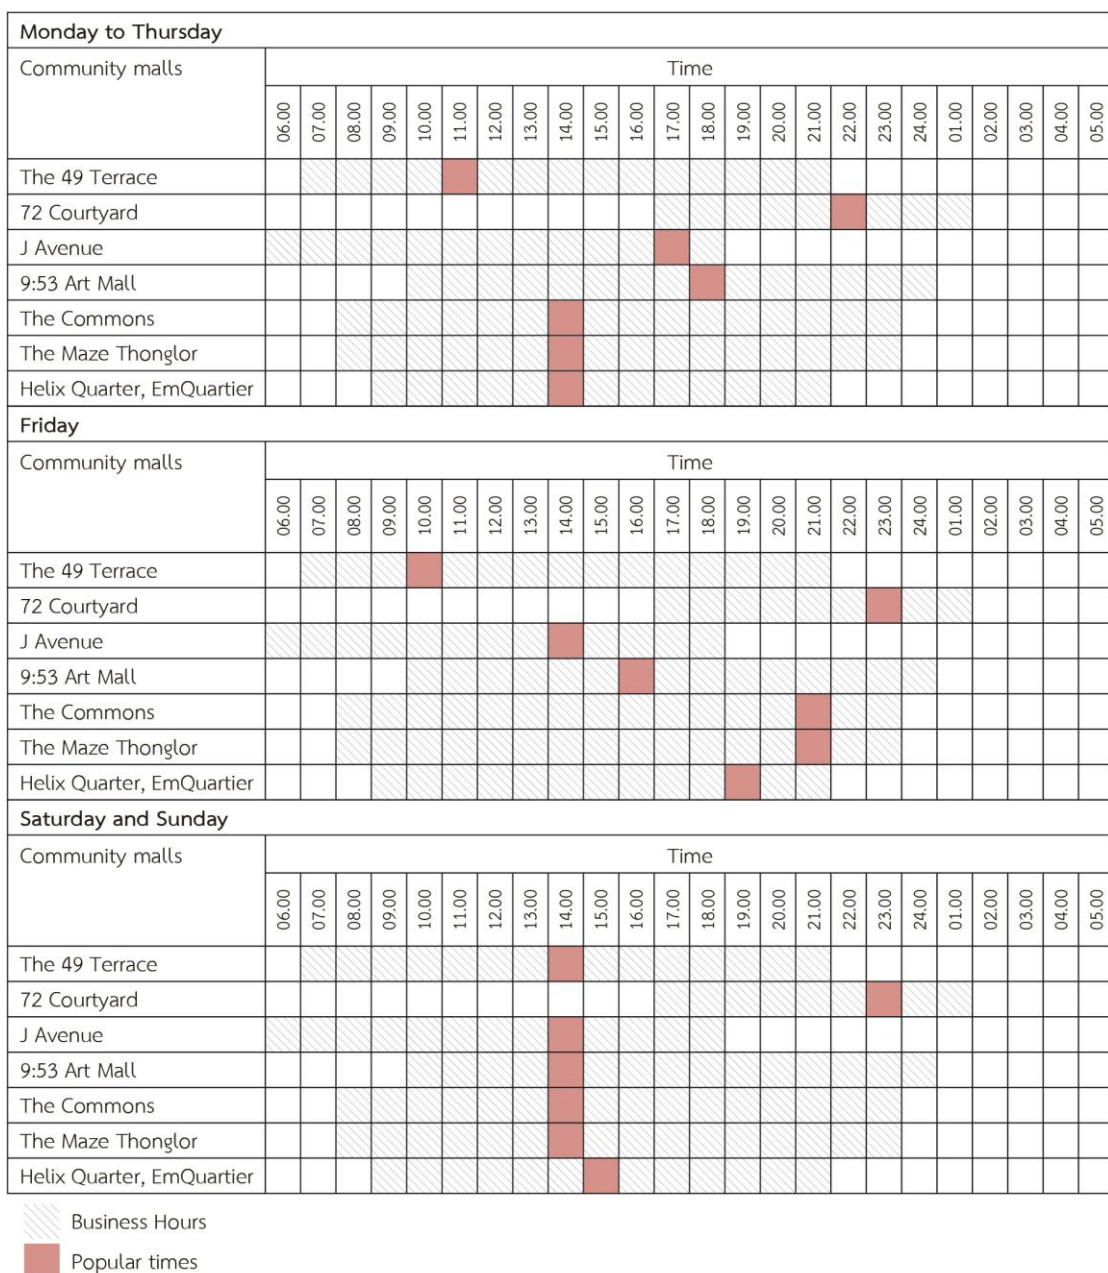 Monday to Thursday
Community malls Time
06.00 07.00 08.00 09.00 10.00 11.00 12.00 13.00 14.00 15.00 16.00 17.00 18.00 19.00 20.00 21.00 22.00 23.00 24.00 01.00 02.00 03.00 04.00 05.00
The 49 Terrace
72 Courtyard
J Avenue
9:53 Art Mall
The Commons
The Maze Thonglor
Helix Quarter, EmQuartier
Friday
Community malls Time
06.00 07.00 08.00 09.00 10.00 11.00 12.00 13.00 14.00 15.00 16.00 17.00 18.00 19.00 20.00 21.00 22.00 23.00 24.00 01.00 02.00 03.00 04.00 05.00
The 49 Terrace
72 Courtyard
J Avenue
9:53 Art Mall
The Commons
The Maze Thonglor
Helix Quarter, EmQuartier
Saturday and Sunday
Community malls Time
06.00 07.00 08.00 09.00 10.00 11.00 12.00 13.00 14.00 15.00 16.00 17.00 18.00 19.00 20.00 21.00 22.00 23.00 24.00 01.00 02.00 03.00 04.00 05.00
The 49 Terrace
72 Courtyard
J Avenue
9:53 Art Mall
The Commons
The Maze Thonglor
Helix Quarter, EmQuartier
Business Hours
Popular times